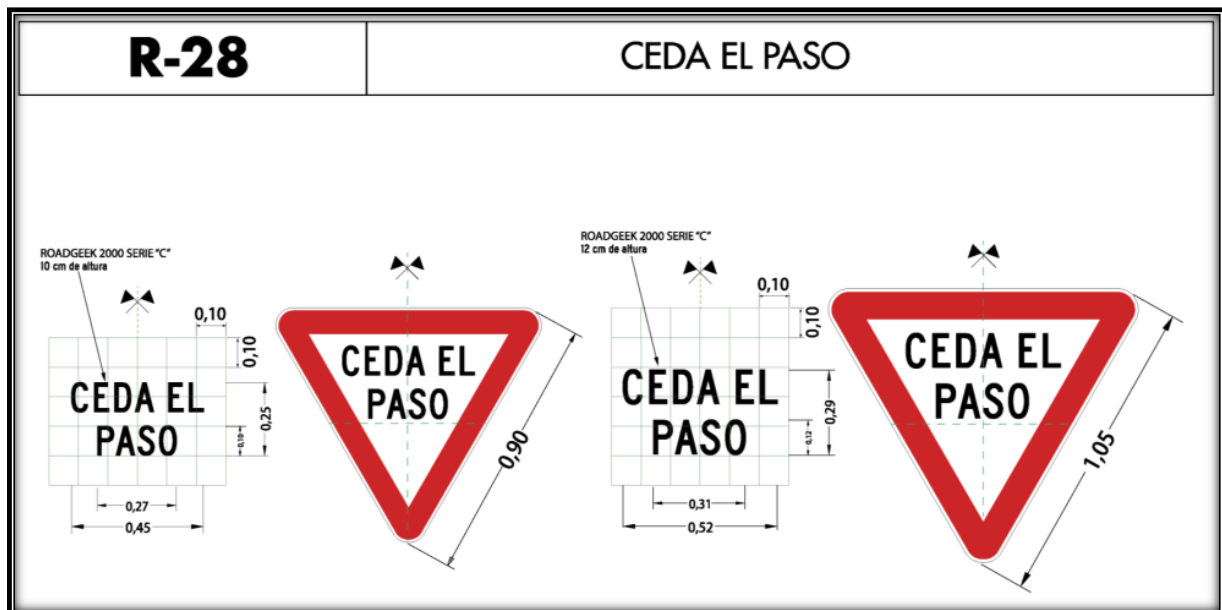 R-28
CEDA EL PASO
ROADGEEK 2000 SERIE "C"
10 cm de altura
0,10
0,10
CEDA EL
PASO
0,25
0,10
0,27
0,45
CEDA EL
PASO
0,90
ROADGEEK 2000 SERIE "C"
12 cm de altura
0,10
0,10
CEDA EL
PASO
0,29
0,12
0,31
0,52
CEDA EL
PASO
1,05